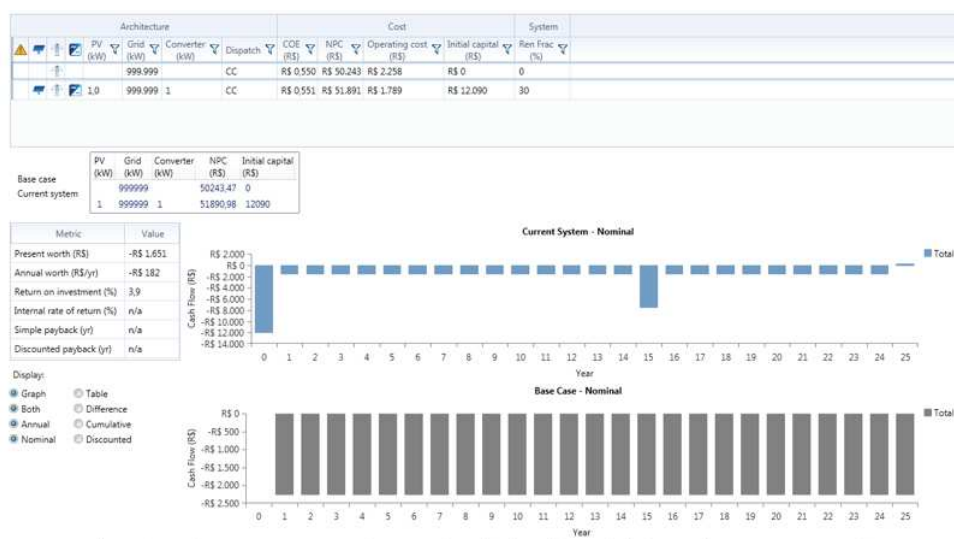 Architecture Cost System
PV (kW) Grid (kW) Converter (kW) Dispatch COE (R$) NPC (R$) Operating cost (R$) Initial capital (R$) Ren Frac (%)
999.999 CC R$ 0,550 R$ 50.243 R$ 2.258 R$ 0 0
1,0 999.999 1 CC R$ 0,551 R$ 51.891 R$ 1.789 R$ 12.090 30
PV (kW) Grid (kW) Converter (kW) NPC (R$) Initial capital (R$)
Base case 999999 50243,47 0
Current system 1 999999 1 51890,98 12090
Metric Value
Present worth (R$) -R$ 1.651
Annual worth (R$/yr) -R$ 182
Return on investment (%) 3,9
Internal rate of return (%) n/a
Simple payback (yr) n/a
Discounted payback (yr) n/a
Display:
Graph Table
Both Difference
Annual Cumulative
Nominal Discounted
Current System - Nominal
Total
Cash Flow (R$)
R$ 2.000
R$ 0
-R$ 2.000
-R$ 4.000
-R$ 6.000
-R$ 8.000
-R$ 10.000
-R$ 12.000
-R$ 14.000
0 1 2 3 4 5 6 7 8 9 10 11 12 13 14 15 16 17 18 19 20 21 22 23 24 25
Year
Base Case - Nominal
Total
Cash Flow (R$)
R$ 0
-R$ 500
-R$ 1.000
-R$ 1.500
-R$ 2.000
-R$ 2.500
0 1 2 3 4 5 6 7 8 9 10 11 12 13 14 15 16 17 18 19 20 21 22 23 24 25
Year